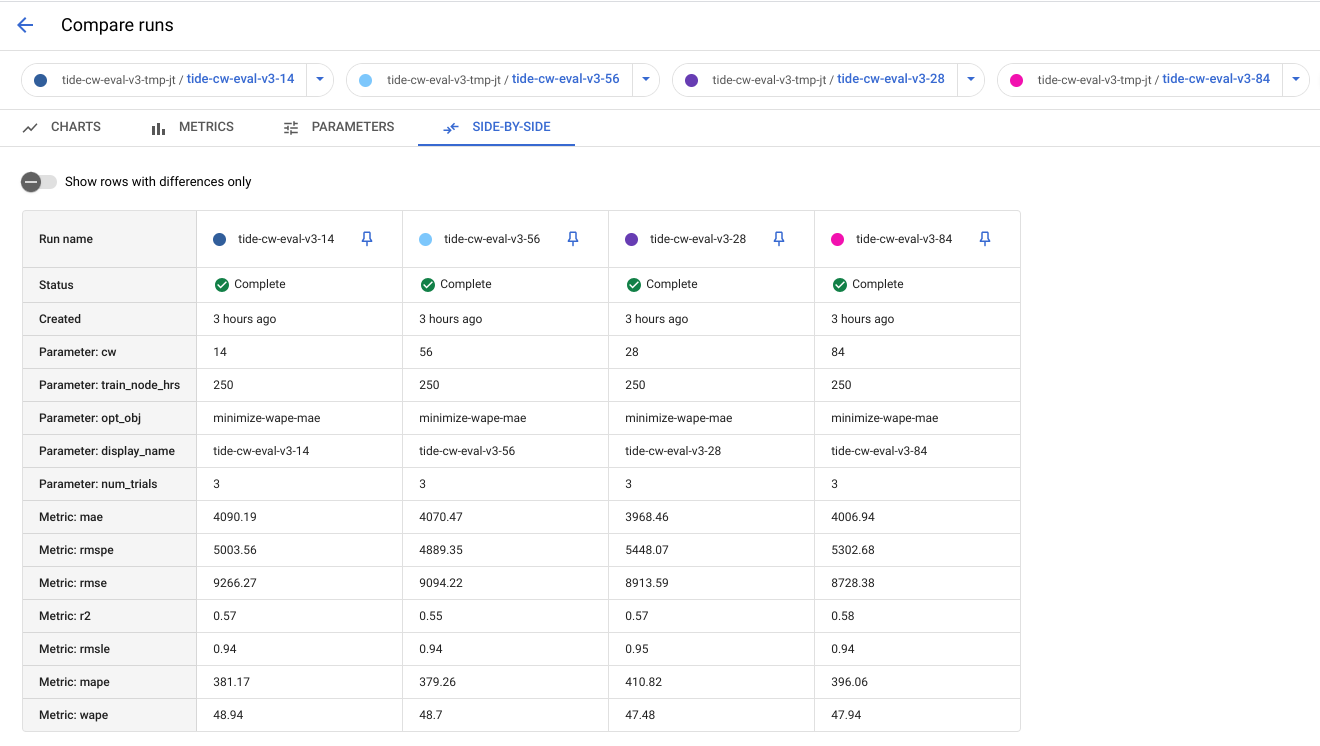 Compare runs
tide-cw-eval-v3-tmp-jt / tide-cw-eval-v3-14 tide-cw-eval-v3-tmp-jt / tide-cw-eval-v3-56 tide-cw-eval-v3-tmp-jt / tide-cw-eval-v3-28 tide-cw-eval-v3-tmp-jt / tide-cw-eval-v3-84
CHARTS METRICS PARAMETERS SIDE-BY-SIDE
Show rows with differences only
Run name tide-cw-eval-v3-14 tide-cw-eval-v3-56 tide-cw-eval-v3-28 tide-cw-eval-v3-84
Status Complete Complete Complete Complete
Created 3 hours ago 3 hours ago 3 hours ago 3 hours ago
Parameter: cw 14 56 28 84
Parameter: train_node_hrs 250 250 250 250
Parameter: opt_obj minimize-wape-mae minimize-wape-mae minimize-wape-mae minimize-wape-mae
Parameter: display_name tide-cw-eval-v3-14 tide-cw-eval-v3-56 tide-cw-eval-v3-28 tide-cw-eval-v3-84
Parameter: num_trials 3 3 3 3
Metric: mae 4090.19 4070.47 3968.46 4006.94
Metric: rmspe 5003.56 4889.35 5448.07 5302.68
Metric: rmse 9266.27 9094.22 8913.59 8728.38
Metric: r2 0.57 0.55 0.57 0.58
Metric: rmsle 0.94 0.94 0.95 0.94
Metric: mape 381.17 379.26 410.82 396.06
Metric: wape 48.94 48.7 47.48 47.94